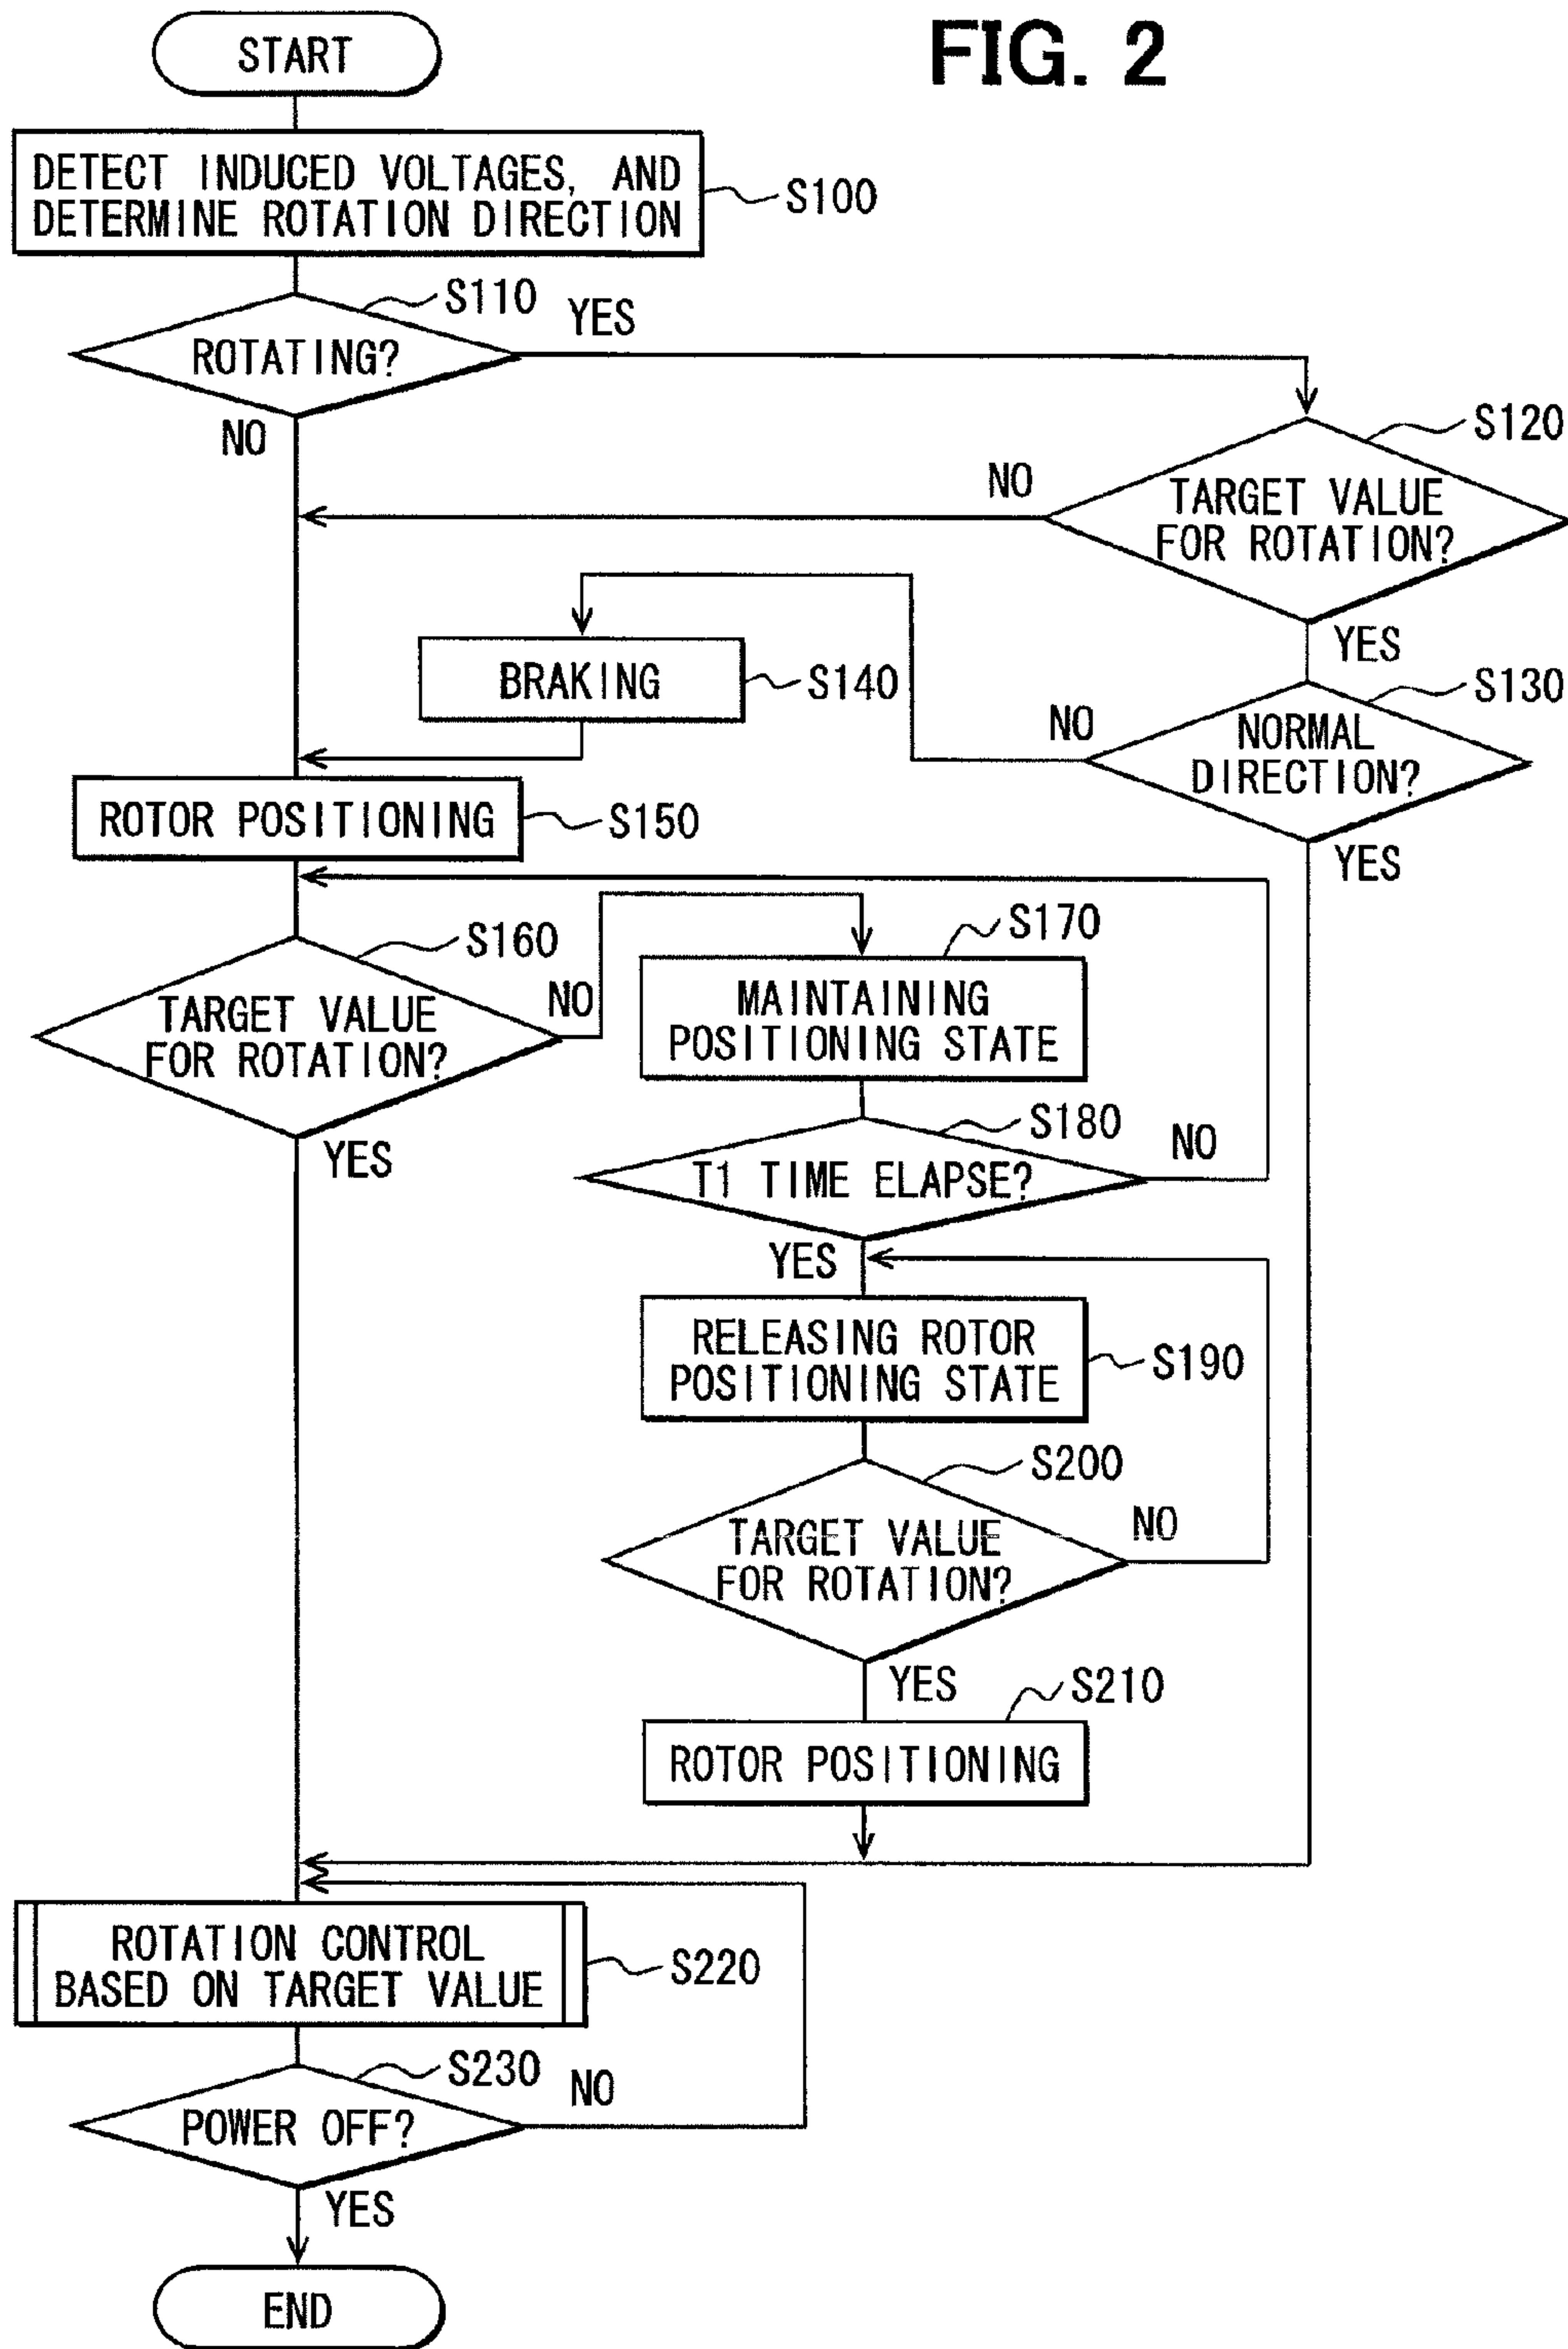 FIG. 2
START
DETECT INDUCED VOLTAGES, AND
DETERMINE ROTATION DIRECTION
S100
S110
YES
ROTATING?
NO
S120
NO
TARGET VALUE
FOR ROTATION?
YES
BRAKING
S140
S130
NO
NORMAL
DIRECTION?
YES
ROTOR POSITIONING
S150
S160
TARGET VALUE
FOR ROTATION?
NO
YES
S170
MAINTAINING
POSITIONING STATE
S180
NO
T1 TIME ELAPSE?
YES
RELEASING ROTOR
POSITIONING STATE
S190
S200
TARGET VALUE
FOR ROTATION?
NO
YES
S210
ROTOR POSITIONING
ROTATION CONTROL
BASED ON TARGET VALUE
S220
S230
NO
POWER OFF?
YES
END